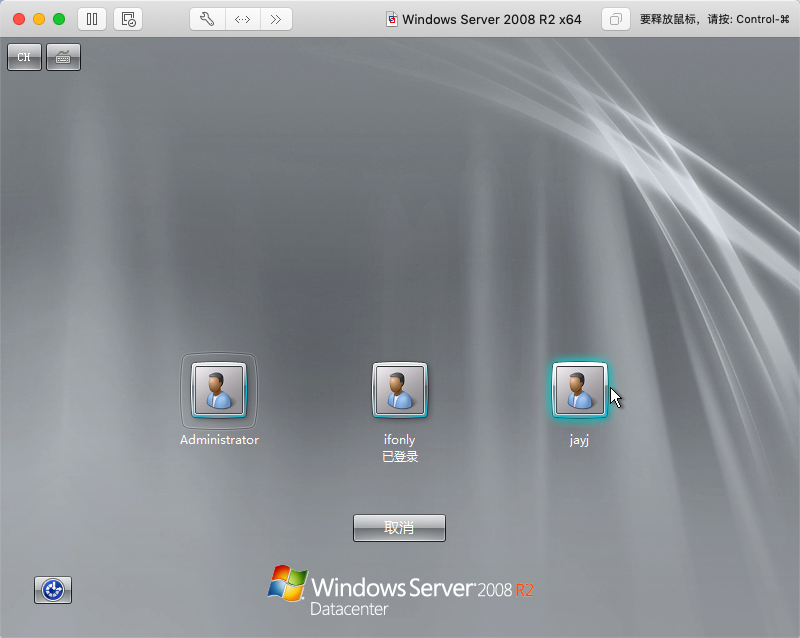 Windows Server 2008 R2 x64
要释放鼠标，请按: Control-⌘
CH
Administrator
ifonly
已登录
jayj
取消
Windows Server 2008 R2
Datacenter